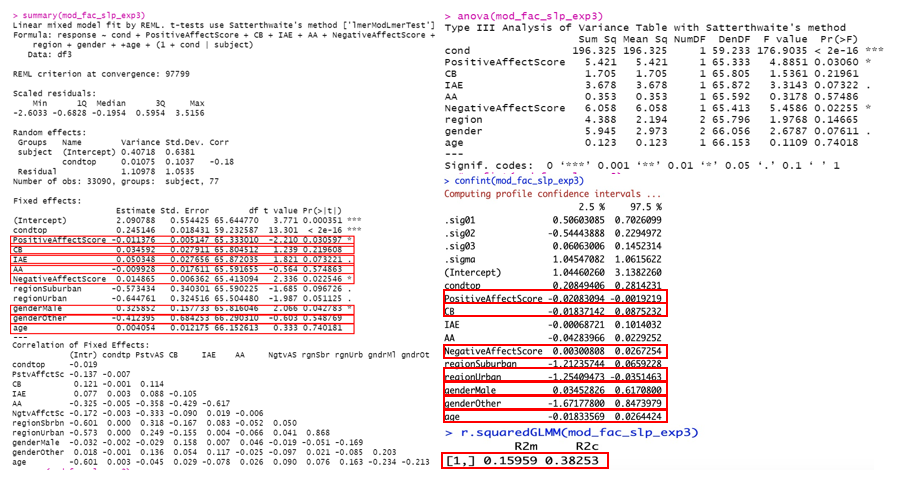 > summary(mod_fac_slp_exp3)
Linear mixed model fit by REML. t-tests use Satterthwaite's method ['lmerModLmerTest']
Formula: response ~ cond + PositiveAffectScore + CB + IAE + AA + NegativeAffectScore +
region + gender + +age + (1 + cond | subject)
Data: df3
REML criterion at convergence: 97799
Scaled residuals:
Min 1Q Median 3Q Max
-2.6033 -0.6828 -0.1954 0.5954 3.5156
Random effects:
Groups Name Variance Std.Dev. Corr
subject (Intercept) 0.40718 0.6381
condtop 0.01075 0.1037 -0.18
Residual 1.10978 1.0535
Number of obs: 33090, groups: subject, 77
Fixed effects:
Estimate Std. Error df t value Pr(>|t|)
(Intercept) 2.090788 0.554425 65.644770 3.771 0.000351 ***
condtop 0.245146 0.018431 59.232587 13.301 < 2e-16 ***
PositiveAffectScore -0.011376 0.005147 65.333010 -2.210 0.030597 *
CB 0.034592 0.027911 65.804512 1.239 0.219608
IAE 0.050348 0.027656 65.872035 1.821 0.073221 .
AA -0.009928 0.017611 65.591655 -0.564 0.574863
NegativeAffectScore 0.014865 0.006362 65.413094 2.336 0.022546 *
regionSuburban -0.573434 0.340301 65.590225 -1.685 0.096726 .
regionUrban -0.644761 0.324516 65.504480 -1.987 0.051125 .
genderMale 0.325852 0.157733 65.816046 2.066 0.042783 *
genderOther -0.412395 0.684253 66.290310 -0.603 0.548769
age 0.004054 0.012175 66.152613 0.333 0.740181
---
Correlation of Fixed Effects:
(Intr) condtp PstvAS CB IAE AA NgtvAS rgnSbr rgnUrb gndrMl gndrOt
condtop -0.019
PstvAffctSc -0.137 -0.007
CB 0.121 -0.001 0.114
IAE 0.077 0.003 0.088 -0.105
AA -0.325 0.000 -0.358 -0.429 -0.617
NgtvAffctSc -0.172 -0.003 -0.333 -0.090 0.019 -0.006
regionSbrbn -0.601 0.000 0.318 -0.167 0.083 -0.052 0.050
regionUrban -0.573 0.000 0.249 -0.155 0.004 -0.066 0.041 0.868
genderMale -0.032 -0.002 -0.029 0.158 0.007 0.046 -0.019 -0.051 -0.169
genderOther 0.018 -0.001 0.136 0.054 0.117 -0.025 -0.097 0.021 -0.085 0.203
age -0.601 0.003 -0.045 0.029 -0.078 0.026 0.090 0.076 0.163 -0.234 -0.213
> anova(mod_fac_slp_exp3)
Type III Analysis of Variance Table with Satterthwaite's method
Sum Sq Mean Sq NumDF DenDF F value Pr(>F)
cond 196.325 196.325 1 59.233 176.9035 < 2e-16 ***
PositiveAffectScore 5.421 5.421 1 65.333 4.8851 0.03060 *
CB 1.705 1.705 1 65.805 1.5361 0.21961
IAE 3.678 3.678 1 65.872 3.3143 0.07322 .
AA 0.353 0.353 1 65.592 0.3178 0.57486
NegativeAffectScore 6.058 6.058 1 65.413 5.4586 0.02255 *
region 4.388 2.194 2 65.796 1.9768 0.14665
gender 5.945 2.973 2 66.056 2.6787 0.07611 .
age 0.123 0.123 1 66.153 0.1109 0.74018
---
Signif. codes: 0 ‘***’ 0.001 ‘**’ 0.01 ‘*’ 0.05 ‘.’ 0.1 ‘ ’ 1
> confint(mod_fac_slp_exp3)
Computing profile confidence intervals ...
2.5 % 97.5 %
.sig01 0.50603085 0.7026099
.sig02 -0.54443888 0.2294972
.sig03 0.06063006 0.1452314
.sigma 1.04547082 1.0615622
(Intercept) 1.04460260 3.1382260
condtop 0.20849406 0.2814231
PositiveAffectScore -0.02083094 -0.0019219
CB -0.01837142 0.0875232
IAE -0.00068721 0.1014032
AA -0.04283966 0.0229252
NegativeAffectScore 0.00300808 0.0267254
regionSuburban -1.21235744 0.0659228
regionUrban -1.25409473 -0.0351463
genderMale 0.03452826 0.6170800
genderOther -1.67177800 0.8473979
age -0.01833569 0.0264424
> r.squaredGLMM(mod_fac_slp_exp3)
R2m R2c
[1,] 0.15959 0.38253